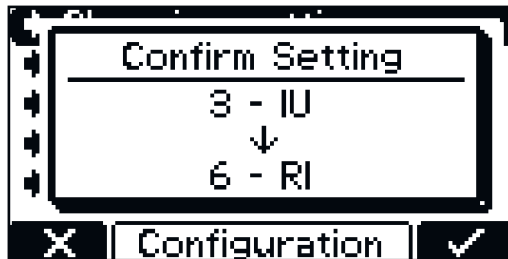 Confirm Setting
3 - IU
↓
6 - RI
Configuration